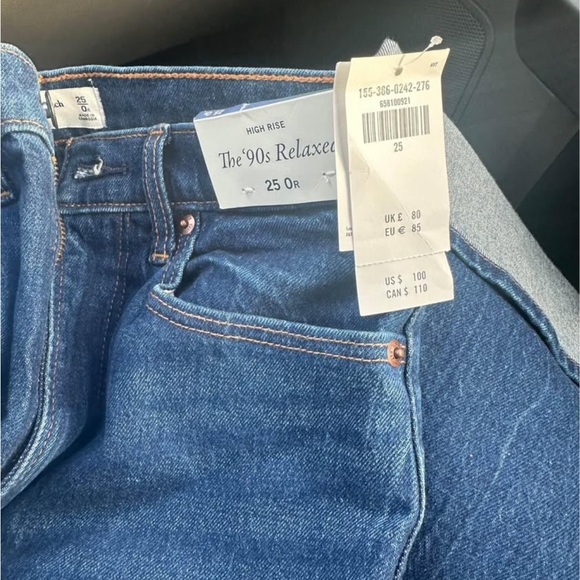 ch
25
0R
HIGH RISE
The '90s Relaxed
25 0R
155-386-0242-276
658100921
25
UK £ 80
EU € 85
US $ 100
CAN $ 110